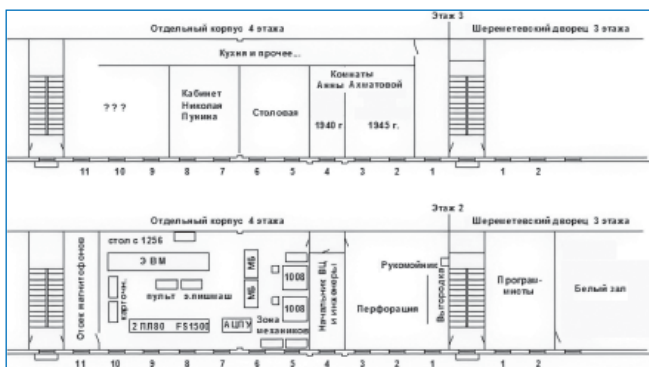 Этаж 3
Отдельный корпус 4 этажа
Шереметевский дворец 3 этажа
Кухня и прочее...
Комнаты
Анны Ахматовой
???
Кабинет
Николая
Пунина
Столовая
1940 г
1945 г.
11 10 9 8 7 6 5 4 3 2 1 1 2
Этаж 2
Отдельный корпус 4 этажа
Шереметевский дворец 3 этажа
Отсек магнитофонов
стол с 1256
ЭВМ
карточн.
пульт э.пишмаш
2 ПЛ80 FS1500
АЦПУ
МБ
МБ
1008
1008
Зона
механиков
Начальник ВЦ
и инженеры
Рукомойник
Перфорация
Выгородка
Програм-
мисты
Белый зал
11 10 9 8 7 6 5 4 3 2 1 1 2